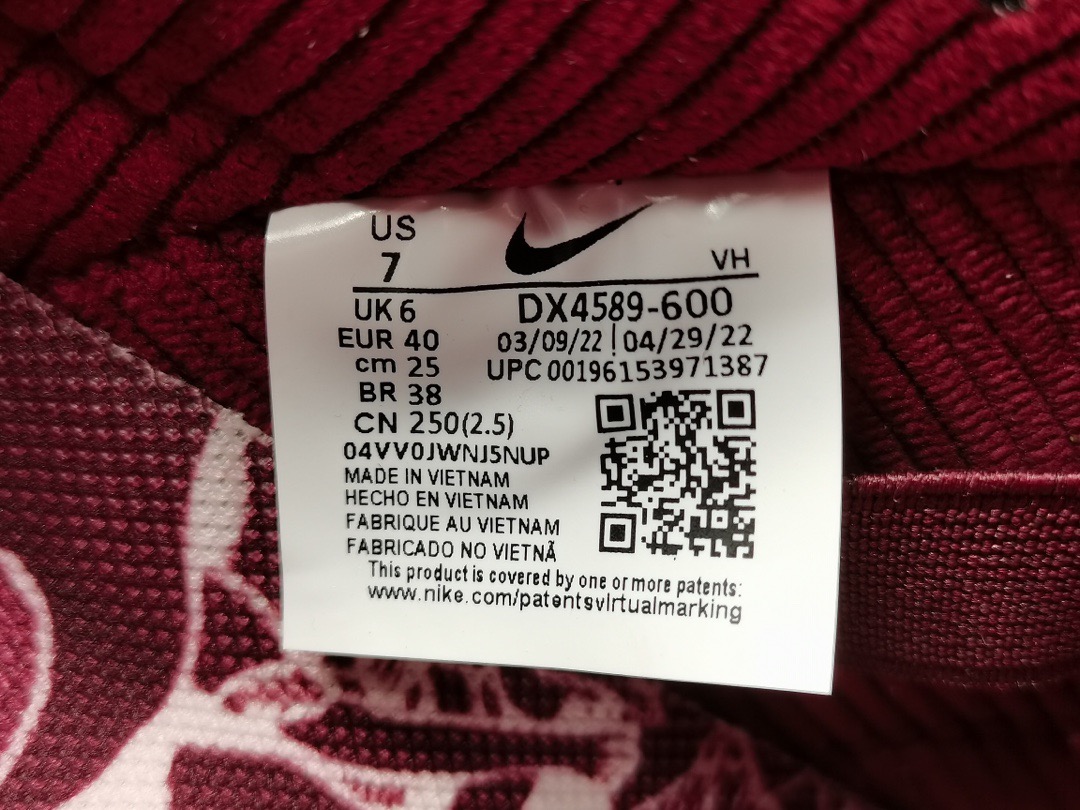 US
7
VH
UK 6
DX4589-600
EUR 40
03/09/22 | 04/29/22
cm 25
UPC 00196153971387
BR 38
CN 250(2.5)
04VV0JWNJ5NUP
MADE IN VIETNAM
HECHO EN VIETNAM
FABRIQUE AU VIETNAM
FABRICADO NO VIETNÃ
This product is covered by one or more patents:
www.nike.com/patentsvirtualmarking